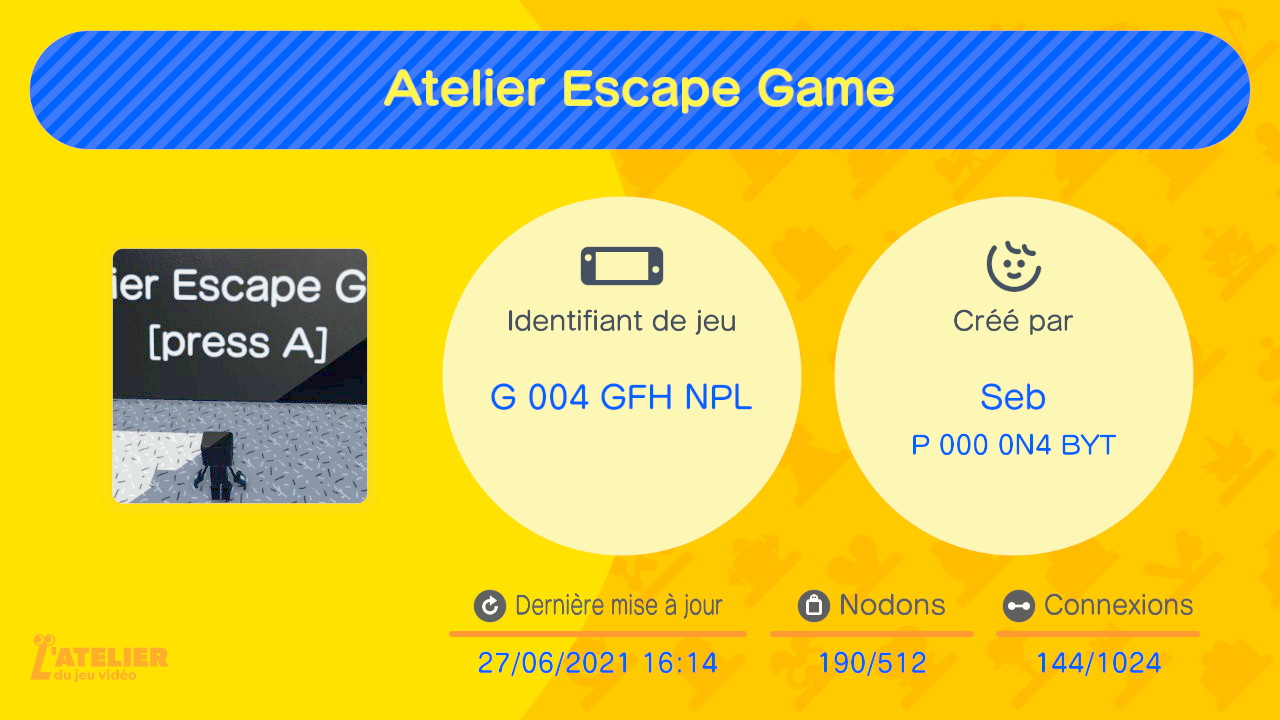 Atelier Escape Game
ier Escape G
[press A]
Identifiant de jeu
G 004 GFH NPL
Créé par
Seb
P 000 0N4 BYT
Dernière mise à jour
27/06/2021 16:14
Nodons
190/512
Connexions
144/1024
L'ATELIER
du jeu vidéo